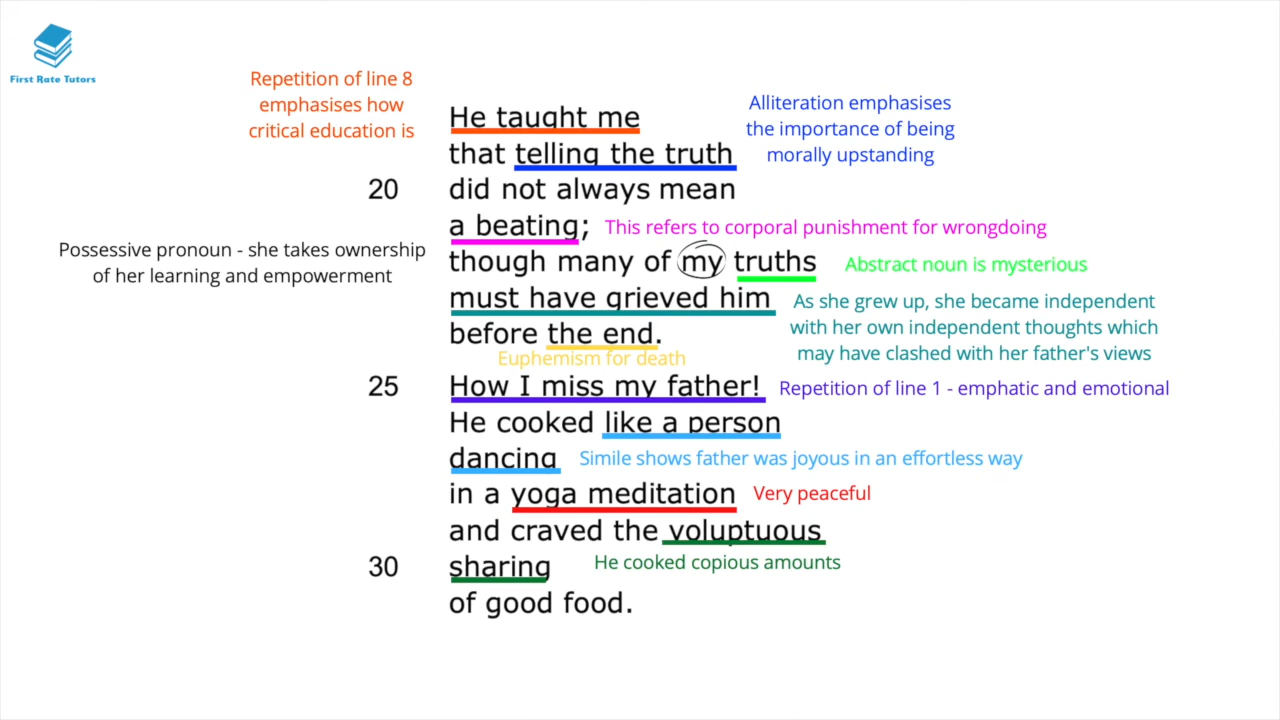 First Rate Tutors
Repetition of line 8
emphasises how
critical education is
He taught me
Alliteration emphasises
the importance of being
morally upstanding
that telling the truth
20 did not always mean
a beating; This refers to corporal punishment for wrongdoing
Possessive pronoun - she takes ownership
of her learning and empowerment
though many of my truths Abstract noun is mysterious
must have grieved him
As she grew up, she became independent
with her own independent thoughts which
may have clashed with her father's views
before the end.
Euphemism for death
25 How I miss my father! Repetition of line 1 - emphatic and emotional
He cooked like a person
dancing Simile shows father was joyous in an effortless way
in a yoga meditation Very peaceful
and craved the voluptuous
30 sharing He cooked copious amounts
of good food.